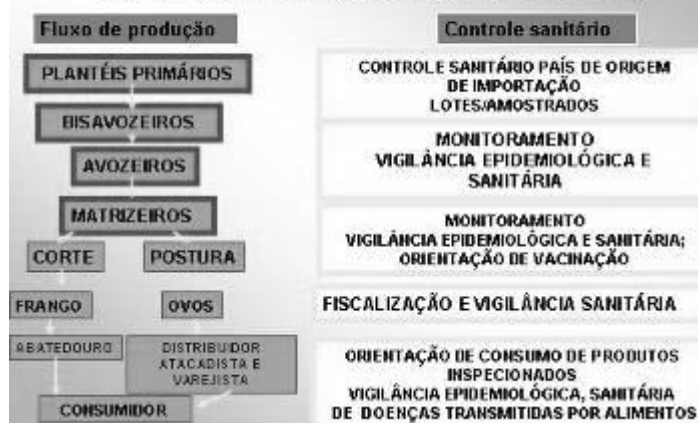 Fluxo de produção
Controle sanitário
PLANTÉIS PRIMÁRIOS
CONTROLE SANITÁRIO PAÍS DE ORIGEM
DE IMPORTAÇÃO
LOTES/AMOSTRADOS
BISAVOZEIROS
AVOZEIROS
MONITORAMENTO
VIGILÂNCIA EPIDEMIOLÓGICA E
SANITÁRIA
MATRIZEIROS
CORTE
POSTURA
MONITORAMENTO
VIGILÂNCIA EPIDEMIOLÓGICA E SANITÁRIA;
ORIENTAÇÃO DE VACINAÇÃO
FRANGO
OVOS
FISCALIZAÇÃO E VIGILÂNCIA SANITÁRIA
ABATEDOURO
DISTRIBUIDOR
ATACADISTA E
VAREJISTA
CONSUMIDOR
ORIENTAÇÃO DE CONSUMO DE PRODUTOS
INSPECIONADOS
VIGILÂNCIA EPIDEMIOLÓGICA, SANITÁRIA
DE DOENÇAS TRANSMITIDAS POR ALIMENTOS